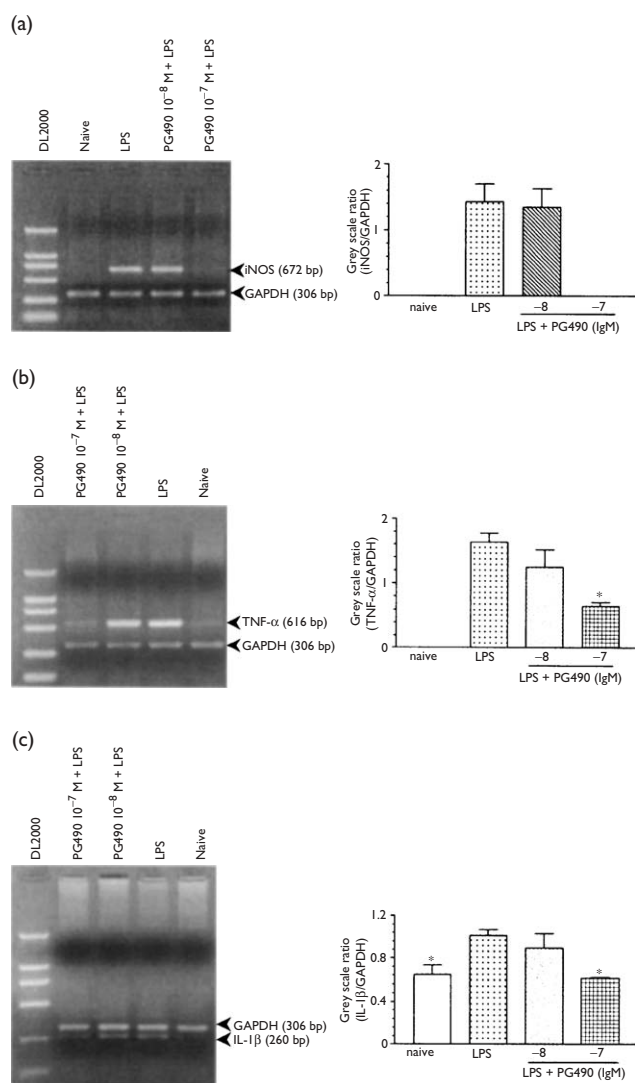 (a)
DL2000
Naive
LPS
PG490 10⁻⁸ M + LPS
PG490 10⁻⁷ M + LPS
iNOS (672 bp)
GAPDH (306 bp)
Grey scale ratio
(iNOS/GAPDH)
2
1
0
naive
LPS
−8
−7
LPS + PG490 (lgM)
(b)
DL2000
PG490 10⁻⁷ M + LPS
PG490 10⁻⁸ M + LPS
LPS
Naive
TNF-α (616 bp)
GAPDH (306 bp)
Grey scale ratio
(TNF-α/GAPDH)
2
1
0
*
naive
LPS
−8
−7
LPS + PG490 (lgM)
(c)
DL2000
PG490 10⁻⁷ M + LPS
PG490 10⁻⁸ M + LPS
LPS
Naive
GAPDH (306 bp)
IL-1β (260 bp)
Grey scale ratio
(IL-1β/GAPDH)
1.2
0.8
0.4
0
*
*
naive
LPS
−8
−7
LPS + PG490 (lgM)